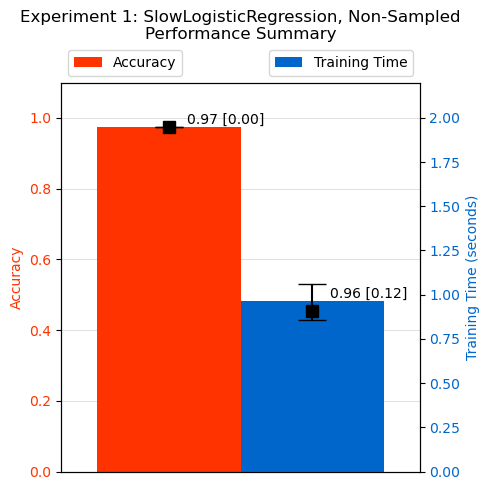 Experiment 1: SlowLogisticRegression, Non-Sampled
Performance Summary
Accuracy
Training Time
1.0
0.8
0.6
0.4
0.2
0.0
Accuracy
0.97 [0.00]
0.96 [0.12]
2.00
1.75
1.50
1.25
1.00
0.75
0.50
0.25
0.00
Training Time (seconds)